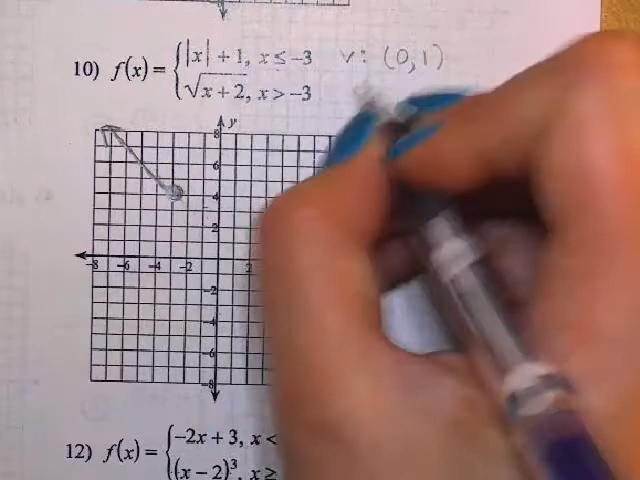 10) f(x) = { |x| + 1, x ≤ -3 v: (0,1)
√x + 2, x > -3
y
8
6
4
2
-8 -6 -4 -2 2
-2
-4
-6
-8
12) f(x) = { -2x + 3, x <
(x - 2)³, x ≥